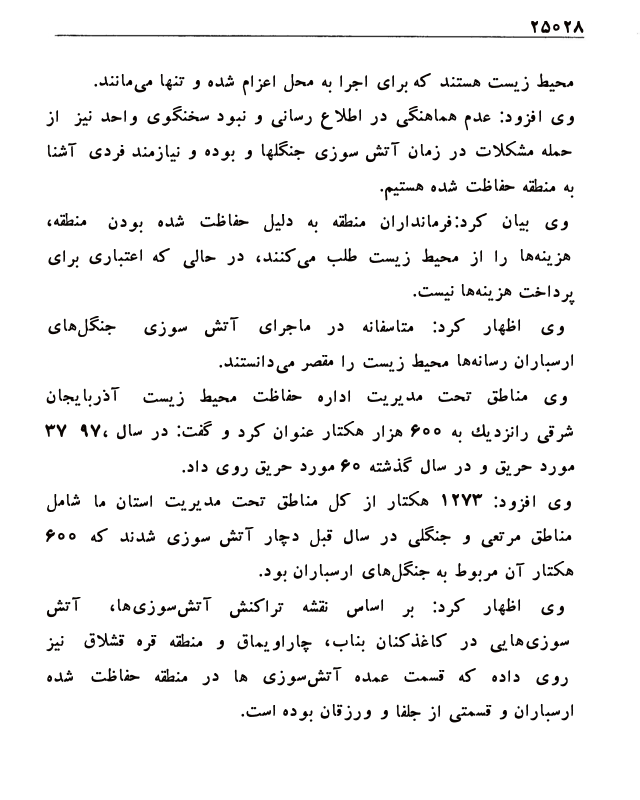 ۲۵۰۲۸
محیط زیست هستند که برای اجرا به محل اعزام شده و تنها می‌مانند.
وی افزود: عدم هماهنگی در اطلاع رسانی و نبود سخنگوی واحد نیز از
حمله مشکلات در زمان آتش سوزی جنگلها و بوده و نیازمند فردی آشنا
به منطقه حفاظت شده هستیم.
وی بیان کرد:فرمانداران منطقه به دلیل حفاظت شده بودن منطقه،
هزینه‌ها را از محیط زیست طلب می‌کنند، در حالی که اعتباری برای
پرداخت هزینه‌ها نیست.
وی اظهار کرد: متاسفانه در ماجرای آتش سوزی جنگل‌های
ارسباران رسانه‌ها محیط زیست را مقصر می‌دانستند.
وی مناطق تحت مدیریت اداره حفاظت محیط زیست آذربایجان
شرقی رانزدیك به ۶۰۰ هزار هکتار عنوان کرد و گفت: در سال ،۹۷ ۳۷
مورد حریق و در سال گذشته ۶۰ مورد حریق روی داد.
وی افزود: ۱۲۷۳ هکتار از کل مناطق تحت مدیریت استان ما شامل
مناطق مرتعی و جنگلی در سال قبل دچار آتش سوزی شدند که ۶۰۰
هکتار آن مربوط به جنگل‌های ارسباران بود.
وی اظهار کرد: بر اساس نقشه تراکنش آتش‌سوزی‌ها، آتش
سوزی‌هایی در کاغذکنان بناب، چاراویماق و منطقه قره قشلاق نیز
روی داده که قسمت عمده آتش‌سوزی ها در منطقه حفاظت شده
ارسباران و قسمتی از جلفا و ورزقان بوده است.